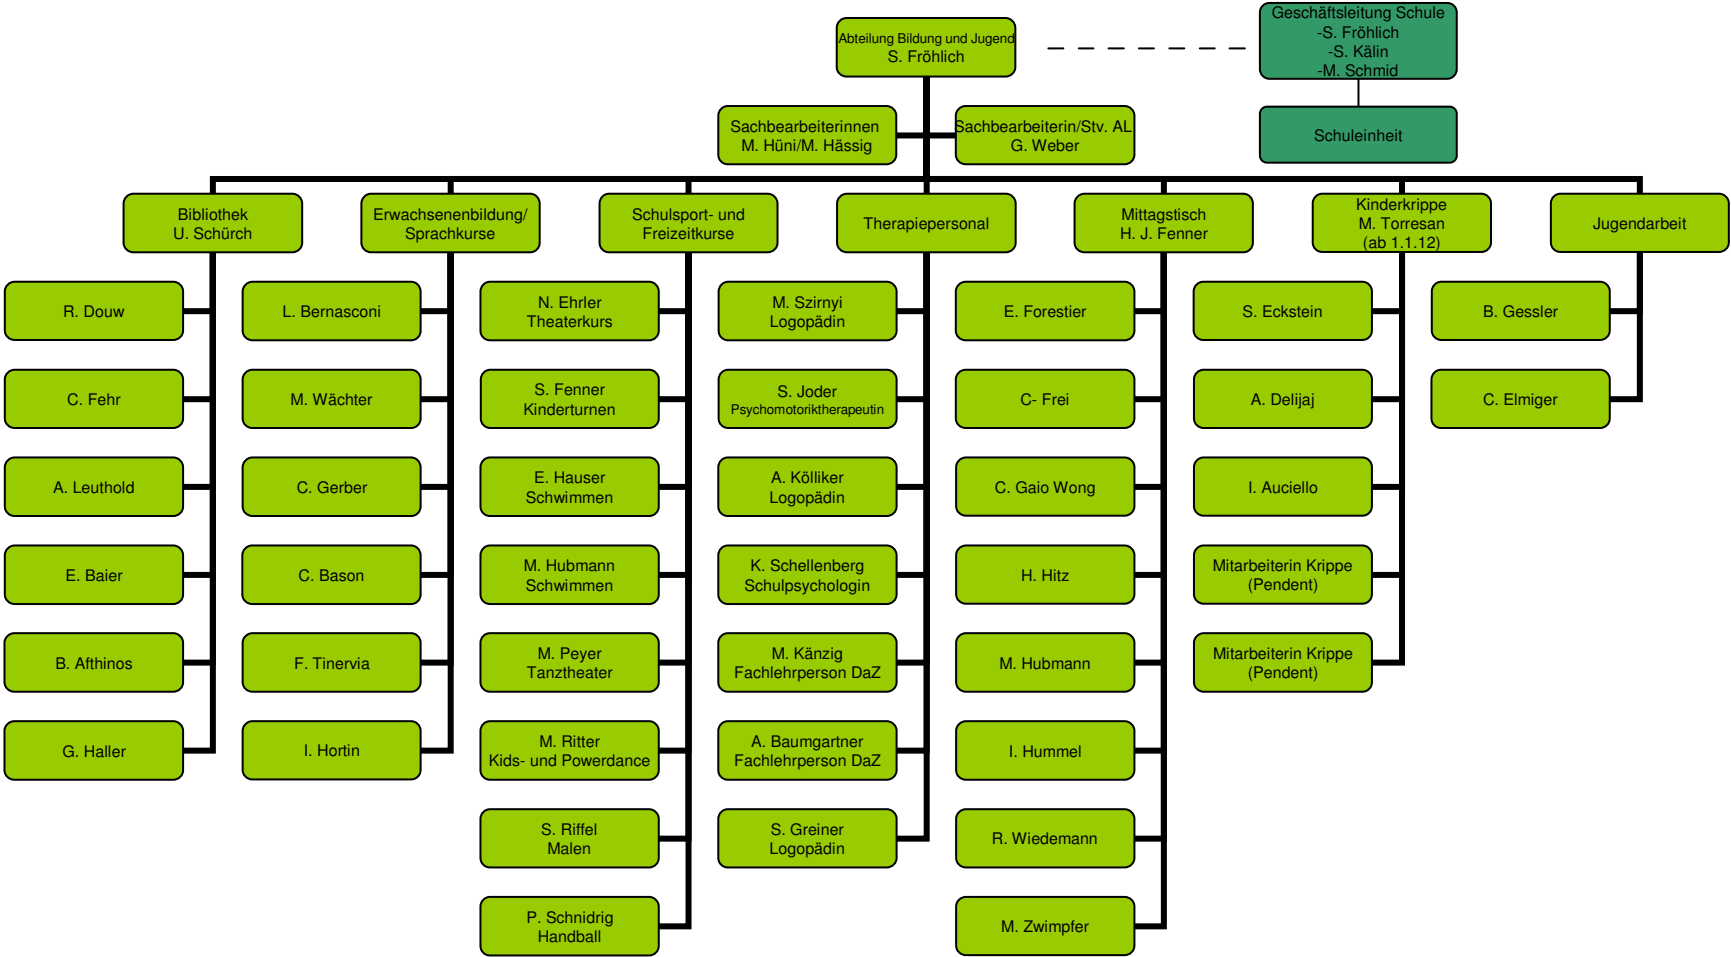 Abteilung Bildung und Jugend
S. Fröhlich
Geschäftsleitung Schule
-S. Fröhlich
-S. Kälin
-M. Schmid
Sachbearbeiterinnen
M. Hüni/M. Hässig
Sachbearbeiterin/Stv. AL
G. Weber
Schuleinheit
Bibliothek
U. Schürch
Erwachsenenbildung/
Sprachkurse
Schulsport- und
Freizeitkurse
Therapiepersonal
Mittagstisch
H. J. Fenner
Kinderkrippe
M. Torresan
(ab 1.1.12)
Jugendarbeit
R. Douw
C. Fehr
A. Leuthold
E. Baier
B. Afthinos
G. Haller
L. Bernasconi
M. Wächter
C. Gerber
C. Bason
F. Tinervia
I. Hortin
N. Ehrler
Theaterkurs
S. Fenner
Kinderturnen
E. Hauser
Schwimmen
M. Hubmann
Schwimmen
M. Peyer
Tanztheater
M. Ritter
Kids- und Powerdance
S. Riffel
Malen
P. Schnidrig
Handball
M. Szirnyi
Logopädin
S. Joder
Psychomotoriktherapeutin
A. Kölliker
Logopädin
K. Schellenberg
Schulpsychologin
M. Känzig
Fachlehrperson DaZ
A. Baumgartner
Fachlehrperson DaZ
S. Greiner
Logopädin
E. Forestier
C- Frei
C. Gaio Wong
H. Hitz
M. Hubmann
I. Hummel
R. Wiedemann
M. Zwimpfer
S. Eckstein
A. Delijaj
I. Auciello
Mitarbeiterin Krippe
(Pendent)
Mitarbeiterin Krippe
(Pendent)
B. Gessler
C. Elmiger